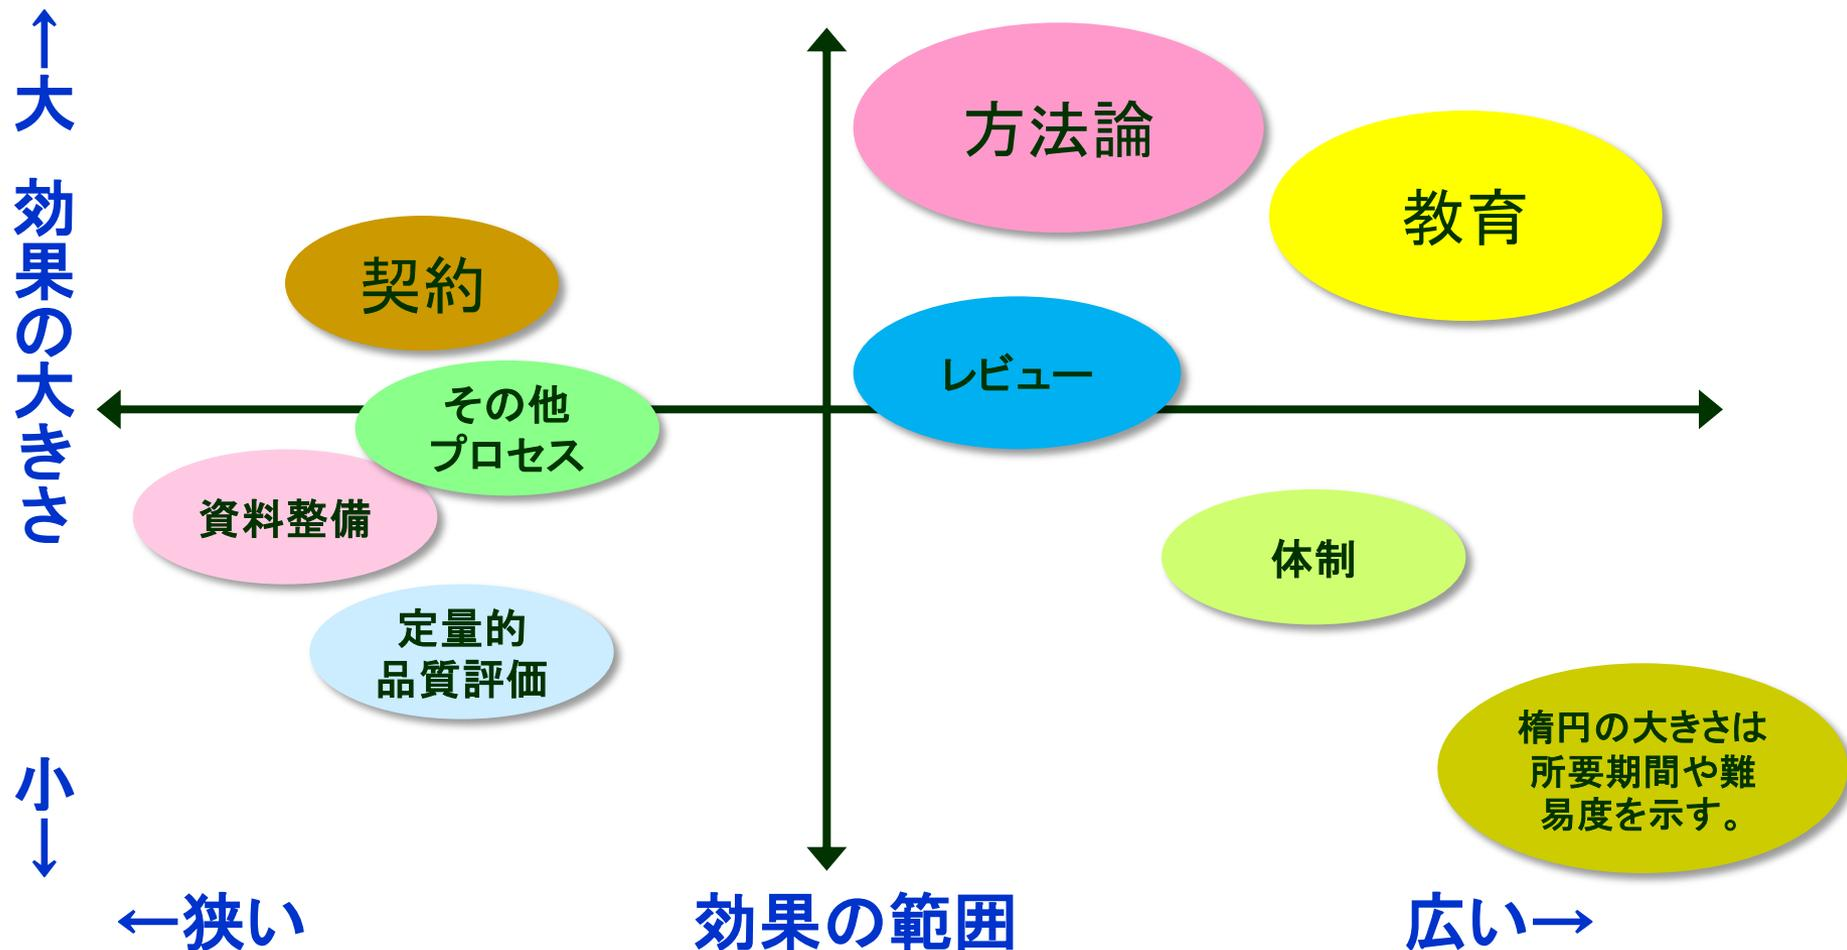 ↑大 効果の大きさ 小↓
方法論
教育
契約
レビュー
その他
プロセス
資料整備
体制
定量的
品質評価
楕円の大きさは
所要期間や難
易度を示す。
←狭い 効果の範囲 広い→